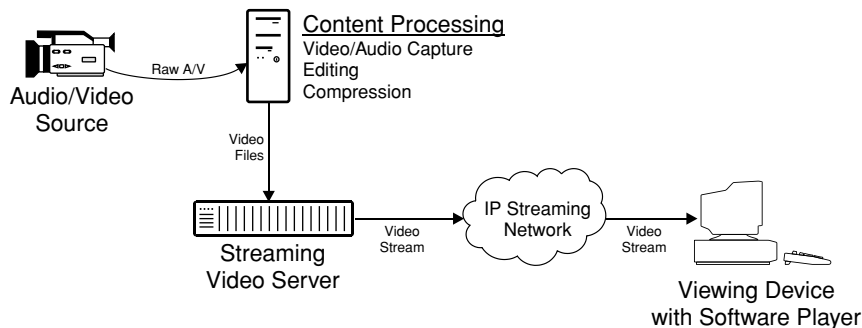 Content Processing
Video/Audio Capture
Editing
Compression
Raw A/V
Audio/Video
Source
Video
Files
Streaming
Video Server
Video
Stream
IP Streaming
Network
Video
Stream
Viewing Device
with Software Player